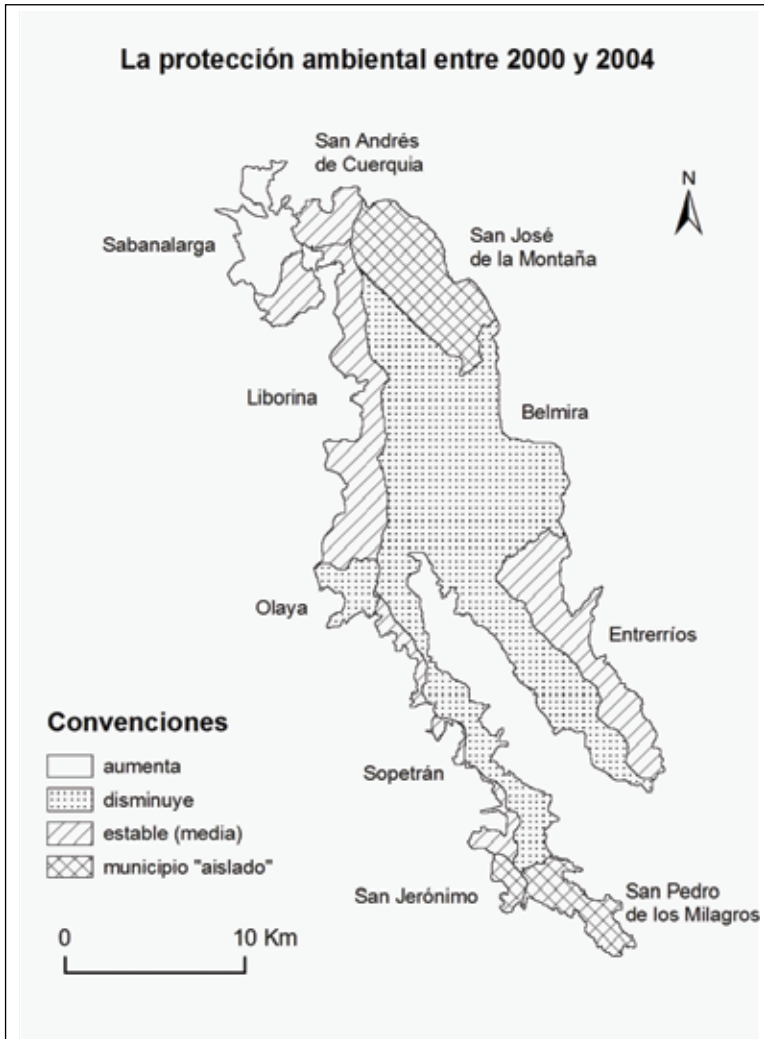 La protección ambiental entre 2000 y 2004
San Andrés
de Cuerquia
N
Sabanalarga
San José
de la Montaña
Liborina
Belmira
Olaya
Entrerríos
Convenciones
aumenta
disminuye
estable (media)
municipio "aislado"
Sopetrán
San Jerónimo
San Pedro
de los Milagros
0 10 Km